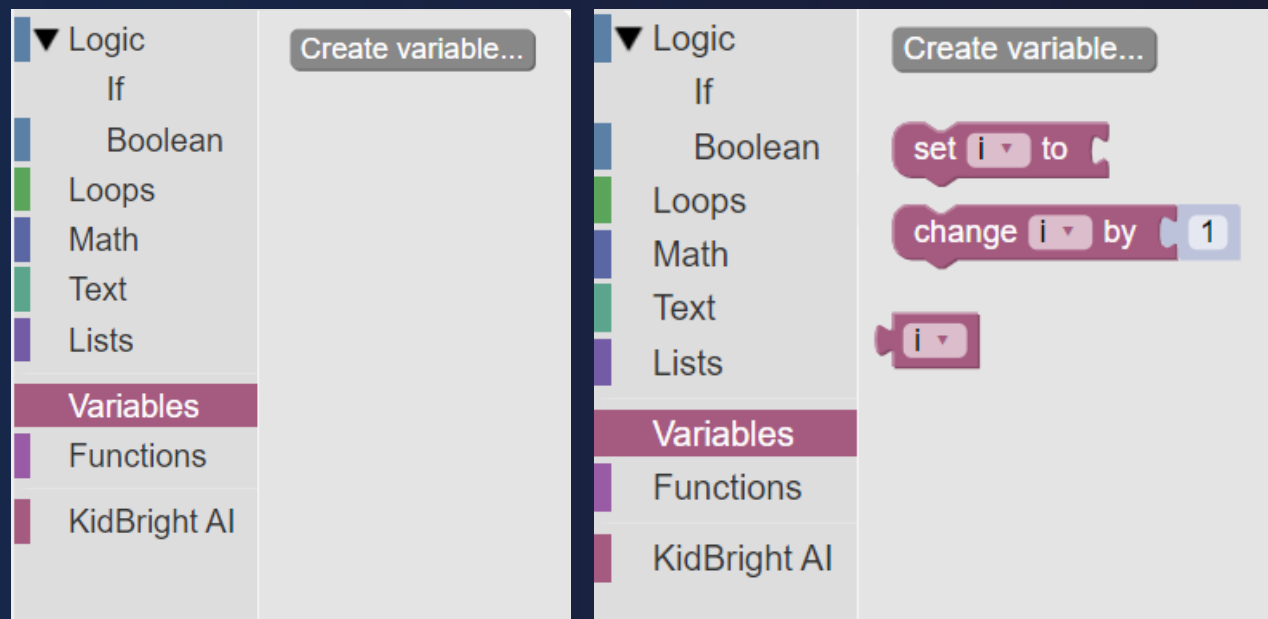 Logic
If
Boolean
Loops
Math
Text
Lists
Variables
Functions
KidBright AI
Create variable...
Logic
If
Boolean
Loops
Math
Text
Lists
Variables
Functions
KidBright AI
Create variable...
set i to
change i by 1
i